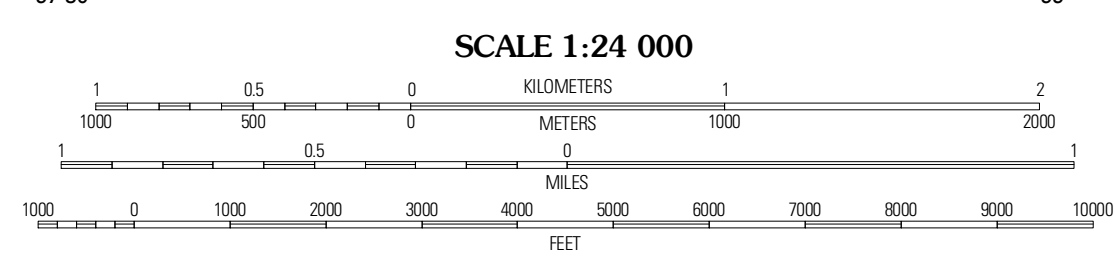 SCALE 1:24 000
1 0.5 0 KILOMETERS 1 2
1000 500 0 METERS 1000 2000
1 0.5 0 1
MILES
1000 0 1000 2000 3000 4000 5000 6000 7000 8000 9000 10000
FEET